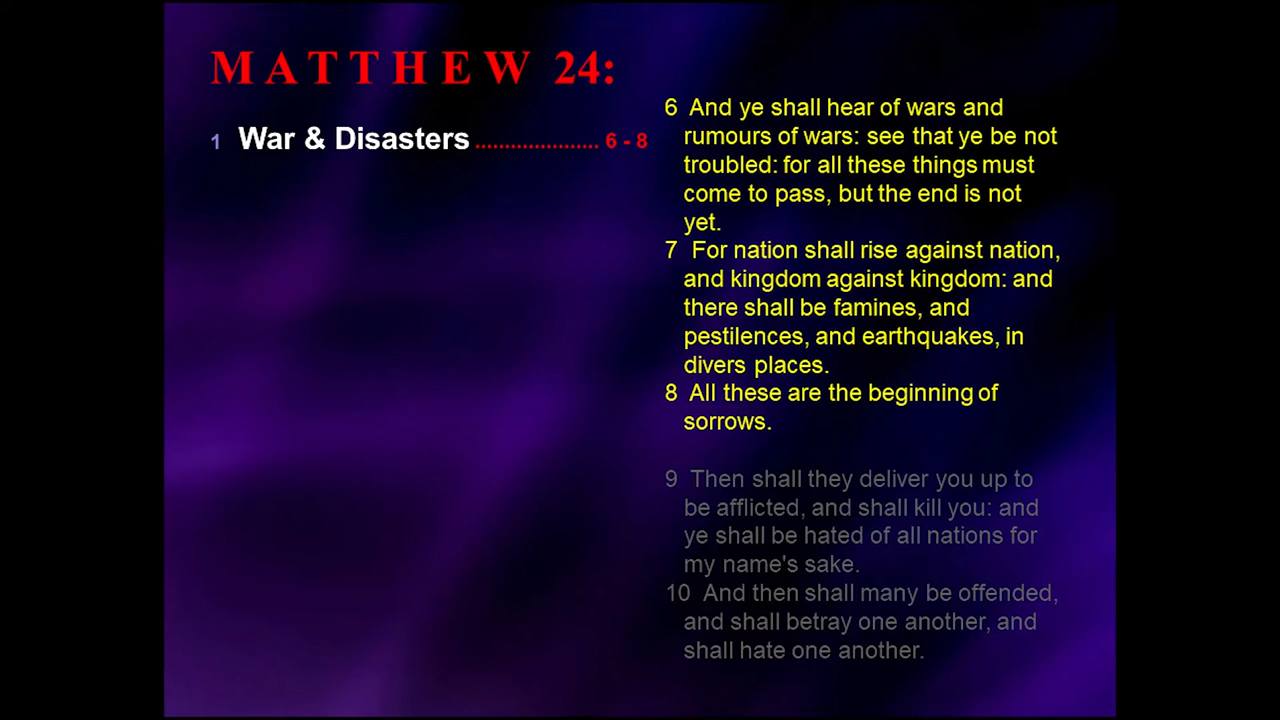 M A T T H E W 24:
1 War & Disasters ..................... 6 - 8
6 And ye shall hear of wars and
rumours of wars: see that ye be not
troubled: for all these things must
come to pass, but the end is not
yet.
7 For nation shall rise against nation,
and kingdom against kingdom: and
there shall be famines, and
pestilences, and earthquakes, in
divers places.
8 All these are the beginning of
sorrows.
9 Then shall they deliver you up to
be afflicted, and shall kill you: and
ye shall be hated of all nations for
my name's sake.
10 And then shall many be offended,
and shall betray one another, and
shall hate one another.